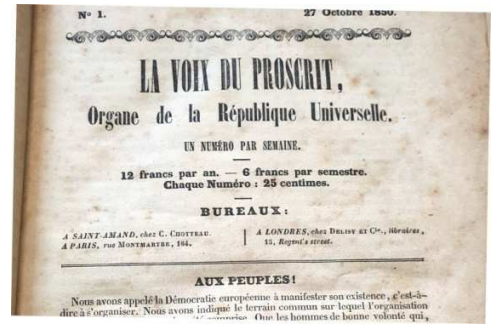 N° 1.
27 Octobre 1850.
LA VOIX DU PROSCRIT,
Organe de la République Universelle.
UN NUMÉRO PAR SEMAINE.
12 francs par an. — 6 francs par semestre.
Chaque Numéro : 25 centimes.
BUREAUX :
A SAINT-AMAND, chez C. CHOTTEAU.
A PARIS, rue MONTMARTRE, 164.
A LONDRES, chez DELISY ET Cie., libraires,
15, Regent's street.
AUX PEUPLES!
Nous avons appelé la Démocratie européenne à manifester son existence, c'est-à-
dire à s'organiser. Nous avons indiqué le terrain commun sur lequel l'organisation
Que les hommes de bonne volonté qui,